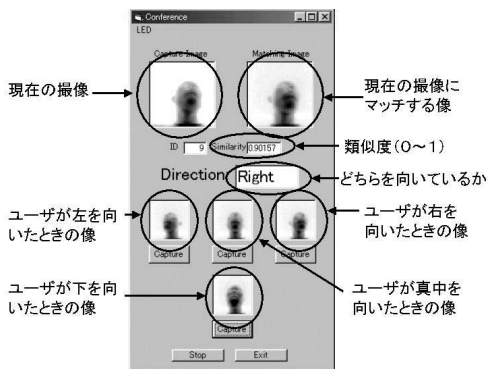 Conference
LED
Capture Image
Matching Image
現在の撮像
現在の撮像に
マッチする像
ID 9 Similarity 0.90157
類似度(0～1)
Direction Right
どちらを向いているか
ユーザが左を向
いたときの像
ユーザが右を
向いたときの像
Capture
Capture
Capture
ユーザが下を向
いたときの像
ユーザが真中を
向いたときの像
Capture
Stop
Exit